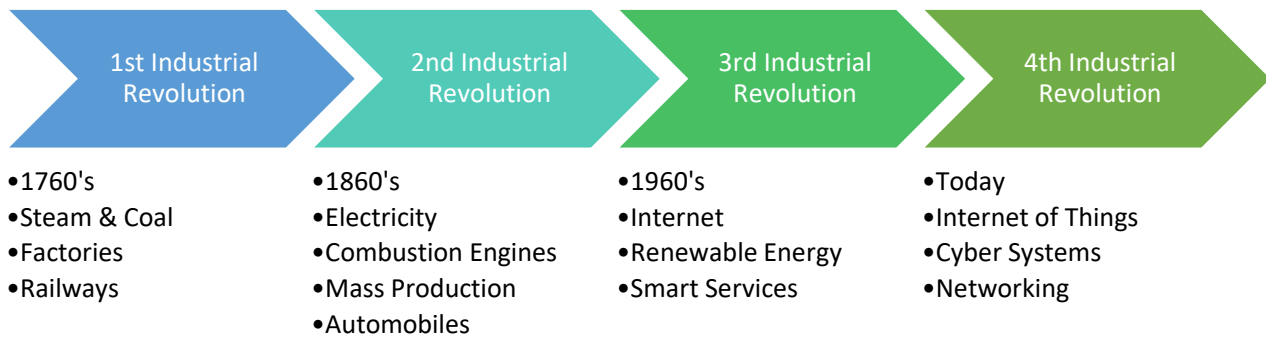 1st Industrial
Revolution
2nd Industrial
Revolution
3rd Industrial
Revolution
4th Industrial
Revolution
•1760's
•Steam & Coal
•Factories
•Railways
•1860's
•Electricity
•Combustion Engines
•Mass Production
•Automobiles
•1960's
•Internet
•Renewable Energy
•Smart Services
•Today
•Internet of Things
•Cyber Systems
•Networking